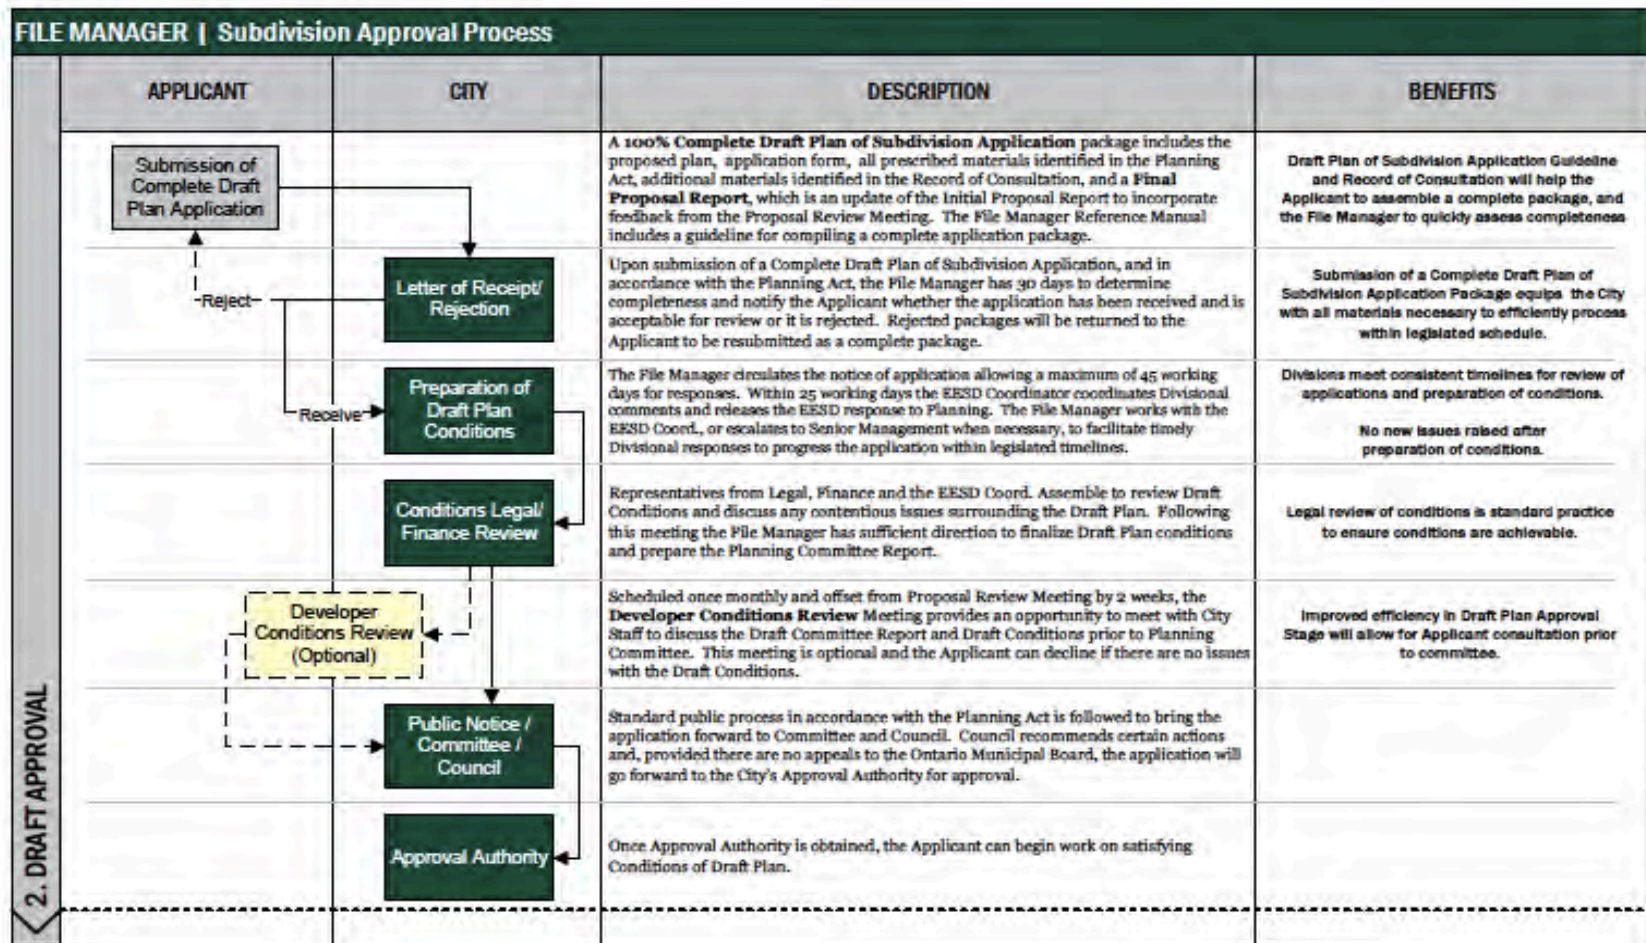 FILE MANAGER | Subdivision Approval Process
APPLICANT
CITY
DESCRIPTION
BENEFITS
Submission of
Complete Draft
Plan Application
A 100% Complete Draft Plan of Subdivision Application package includes the
proposed plan, application form, all prescribed materials identified in the Planning
Act, additional materials identified in the Record of Consultation, and a Final
Proposal Report, which is an update of the Initial Proposal Report to incorporate
feedback from the Proposal Review Meeting. The File Manager Reference Manual
includes a guideline for compiling a complete application package.
Draft Plan of Subdivision Application Guideline
and Record of Consultation will help the
Applicant to assemble a complete package, and
the File Manager to quickly assess completeness
Reject
Letter of Receipt/
Rejection
Upon submission of a Complete Draft Plan of Subdivision Application, and in
accordance with the Planning Act, the File Manager has 30 days to determine
completeness and notify the Applicant whether the application has been received and is
acceptable for review or it is rejected. Rejected packages will be returned to the
Applicant to be resubmitted as a complete package.
Submission of a Complete Draft Plan of
Subdivision Application Package equips the City
with all materials necessary to efficiently process
within legislated schedule.
Receive
Preparation of
Draft Plan
Conditions
The File Manager circulates the notice of application allowing a maximum of 45 working
days for responses. Within 25 working days the EESD Coordinator coordinates Divisional
comments and releases the EESD response to Planning. The File Manager works with the
EESD Coord., or escalates to Senior Management when necessary, to facilitate timely
Divisional responses to progress the application within legislated timelines.
Divisions meet consistent timelines for review of
applications and preparation of conditions.
No new issues raised after
preparation of conditions.
Conditions Legal/
Finance Review
Representatives from Legal, Finance and the EESD Coord. Assemble to review Draft
Conditions and discuss any contentious issues surrounding the Draft Plan. Following
this meeting the File Manager has sufficient direction to finalize Draft Plan conditions
and prepare the Planning Committee Report.
Legal review of conditions is standard practice
to ensure conditions are achievable.
Developer
Conditions Review
(Optional)
Scheduled once monthly and offset from Proposal Review Meeting by 2 weeks, the
Developer Conditions Review Meeting provides an opportunity to meet with City
Staff to discuss the Draft Committee Report and Draft Conditions prior to Planning
Committee. This meeting is optional and the Applicant can decline if there are no issues
with the Draft Conditions.
Improved efficiency in Draft Plan Approval
Stage will allow for Applicant consultation prior
to committee.
Public Notice /
Committee /
Council
Standard public process in accordance with the Planning Act is followed to bring the
application forward to Committee and Council. Council recommends certain actions
and, provided there are no appeals to the Ontario Municipal Board, the application will
go forward to the City's Approval Authority for approval.
Approval Authority
Once Approval Authority is obtained, the Applicant can begin work on satisfying
Conditions of Draft Plan.
2. DRAFT APPROVAL